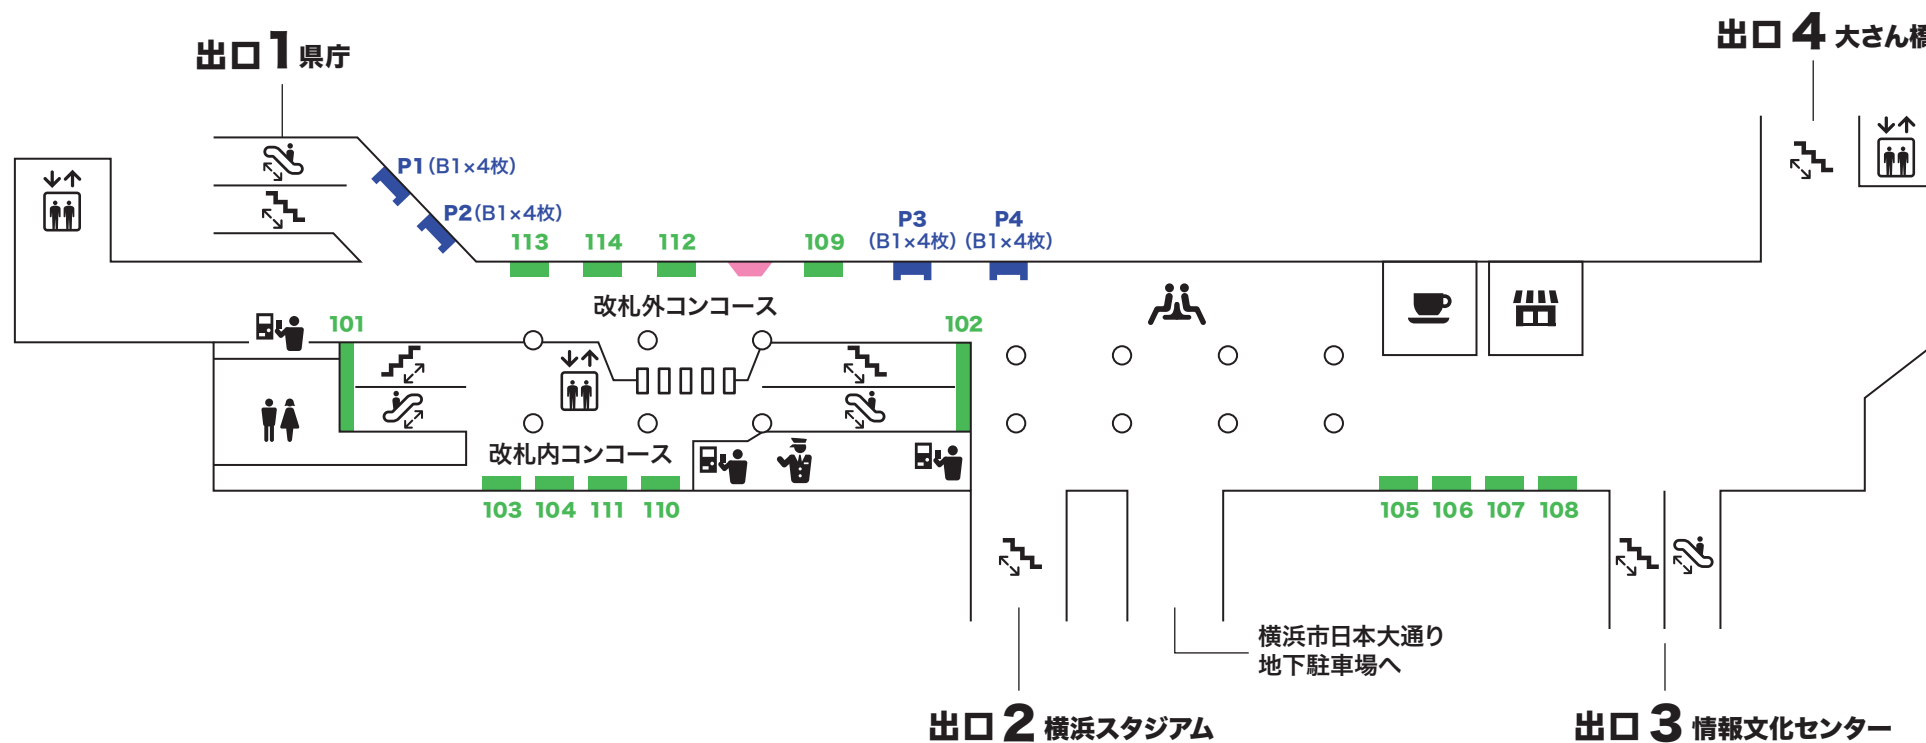 出口1 県庁
出口4 大さん橋
P1(B1×4枚)
P2(B1×4枚)
113
114
112
109
P3
(B1×4枚)
P4
(B1×4枚)
改札外コンコース
101
102
改札内コンコース
103
104
111
110
105
106
107
108
横浜市日本大通り
地下駐車場へ
出口2 横浜スタジアム
出口3 情報文化センター